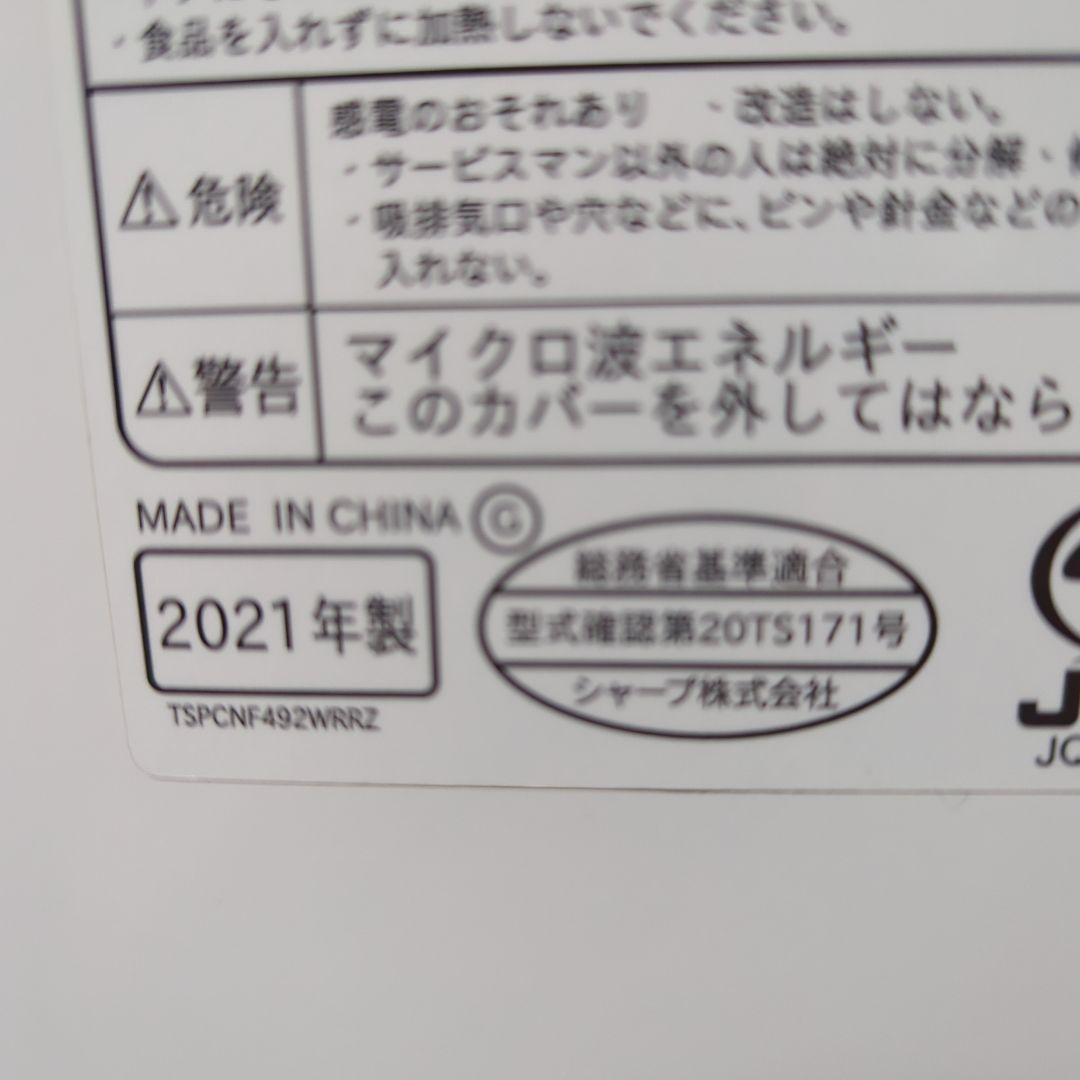 ・食品を入れずに加熱しないでください。
感電のおそれあり ・改造はしない。
・サービスマン以外の人は絶対に分解・
⚠危険
・吸排気口や穴などに、ピンや針金などの
入れない。
マイクロ波エネルギー
⚠警告
このカバーを外してはなら
MADE IN CHINA Ⓖ
総務省基準適合
2021年製
型式確認第20TS171号
シャープ株式会社
TSPCNF492WRRZ